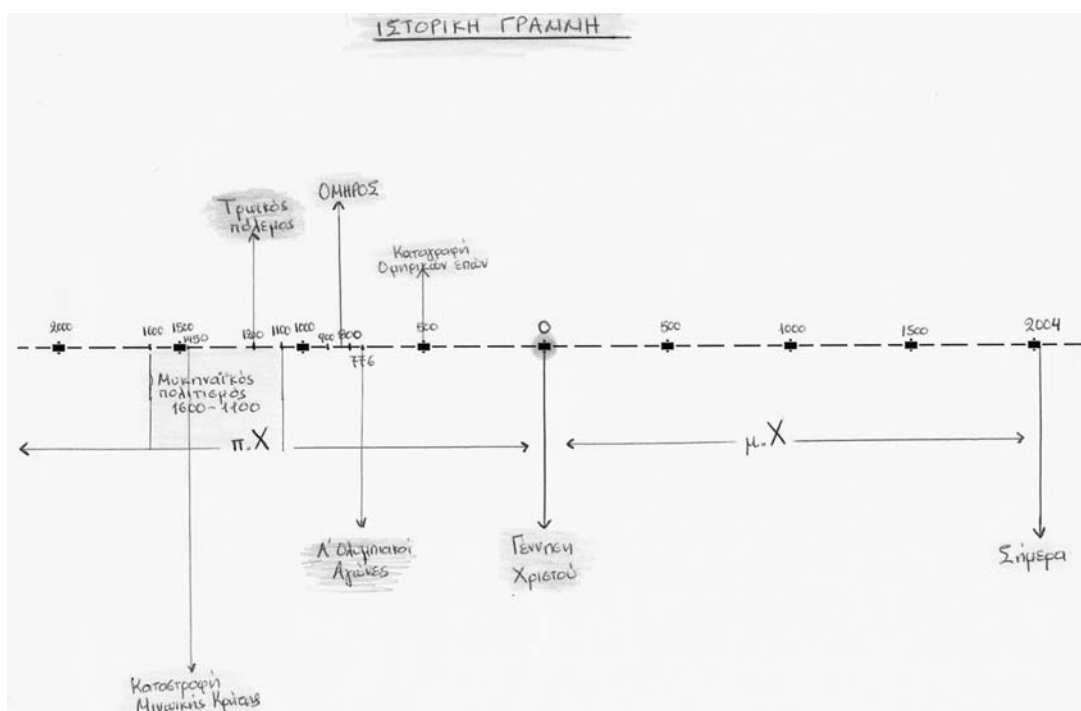 ΙΣΤΟΡΙΚΗ ΓΡΑΜΜΗ
Τρωικός
πόλεμος
ΟΜΗΡΟΣ
Καταγραφή
Ομηρικών επών
2000 1600 1500 1450 1200 1100 1000 900 800 776 500 0 500 1000 1500 2004
Μυκηναϊκός
πολιτισμός
1600-1100
π.Χ μ.Χ
Α' Ολυμπιακοί
Αγώνες
Γέννηση
Χριστού
Σήμερα
Καταστροφή
Μινωικής Κρήτης